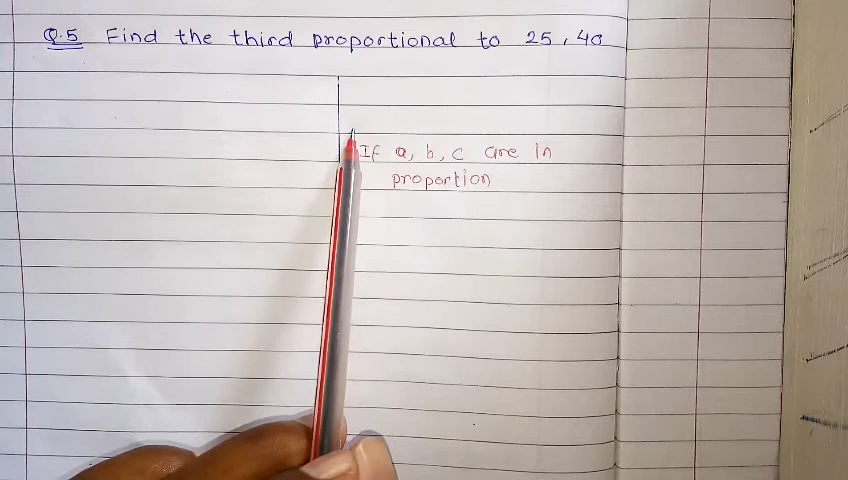 Q.5 Find the third proportional to 25, 40
If a, b, c are in
proportion